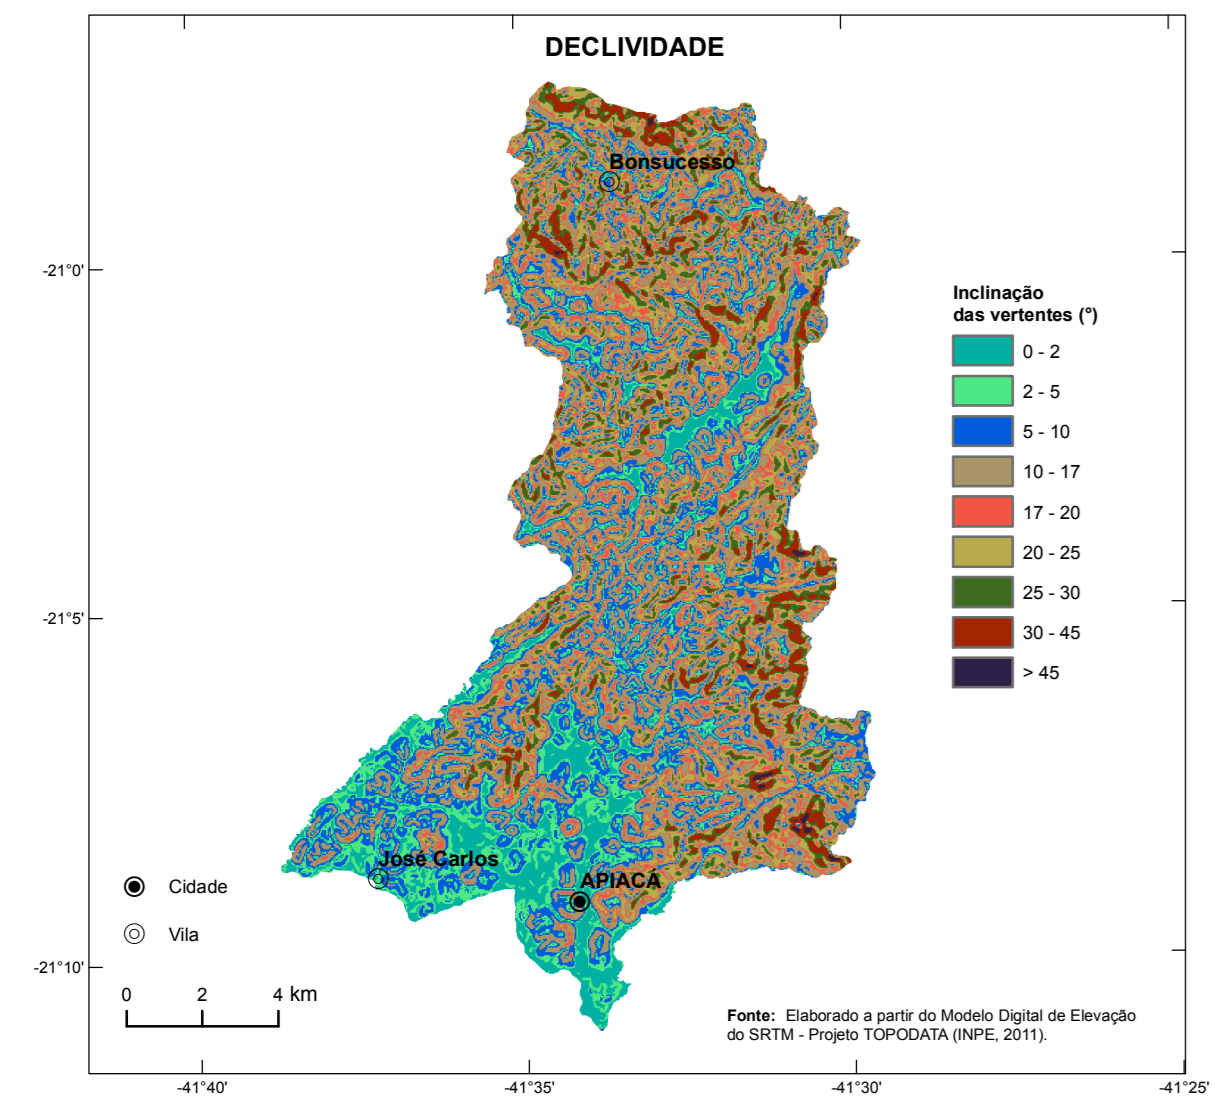 DECLIVIDADE
Bonsucesso
-21°0'
Inclinação
das vertentes (°)
0 - 2
2 - 5
5 - 10
10 - 17
17 - 20
20 - 25
25 - 30
30 - 45
> 45
-21°5'
José Carlos
APIACÁ
Cidade
Vila
-21°10'
0 2 4 km
Fonte: Elaborado a partir do Modelo Digital de Elevação
do SRTM - Projeto TOPODATA (INPE, 2011).
-41°40' -41°35' -41°30' -41°25'